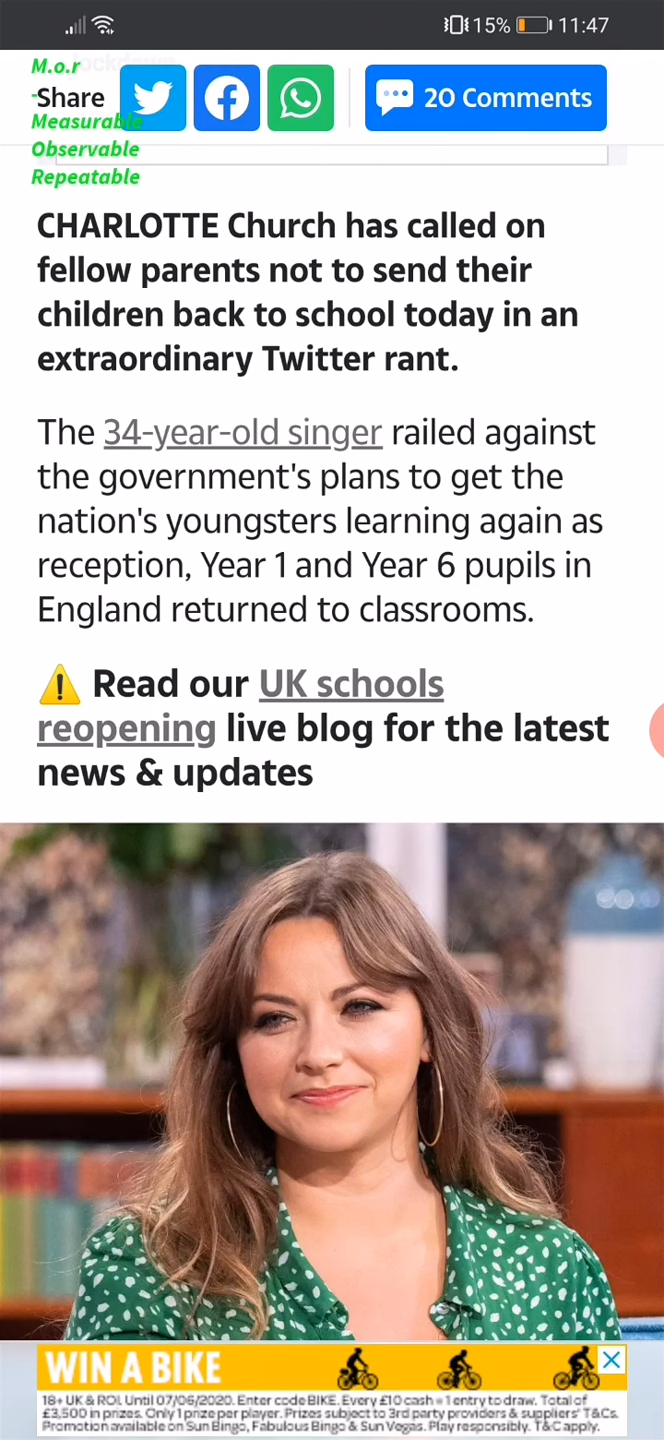 15% 11:47
M.o.r
lockdown
-
Share
20 Comments
Measurable
Observable
Repeatable
CHARLOTTE Church has called on
fellow parents not to send their
children back to school today in an
extraordinary Twitter rant.
The 34-year-old singer railed against
the government's plans to get the
nation's youngsters learning again as
reception, Year 1 and Year 6 pupils in
England returned to classrooms.
⚠️ Read our UK schools
reopening live blog for the latest
news & updates
WIN A BIKE
18+ UK & ROI. Until 07/06/2020. Enter code BIKE. Every £10 cash = 1 entry to draw. Total of
£3,500 in prizes. Only 1 prize per player. Prizes subject to 3rd party providers & suppliers' T&Cs.
Promotion available on Sun Bingo, Fabulous Bingo & Sun Vegas. Play responsibly. T&C apply.